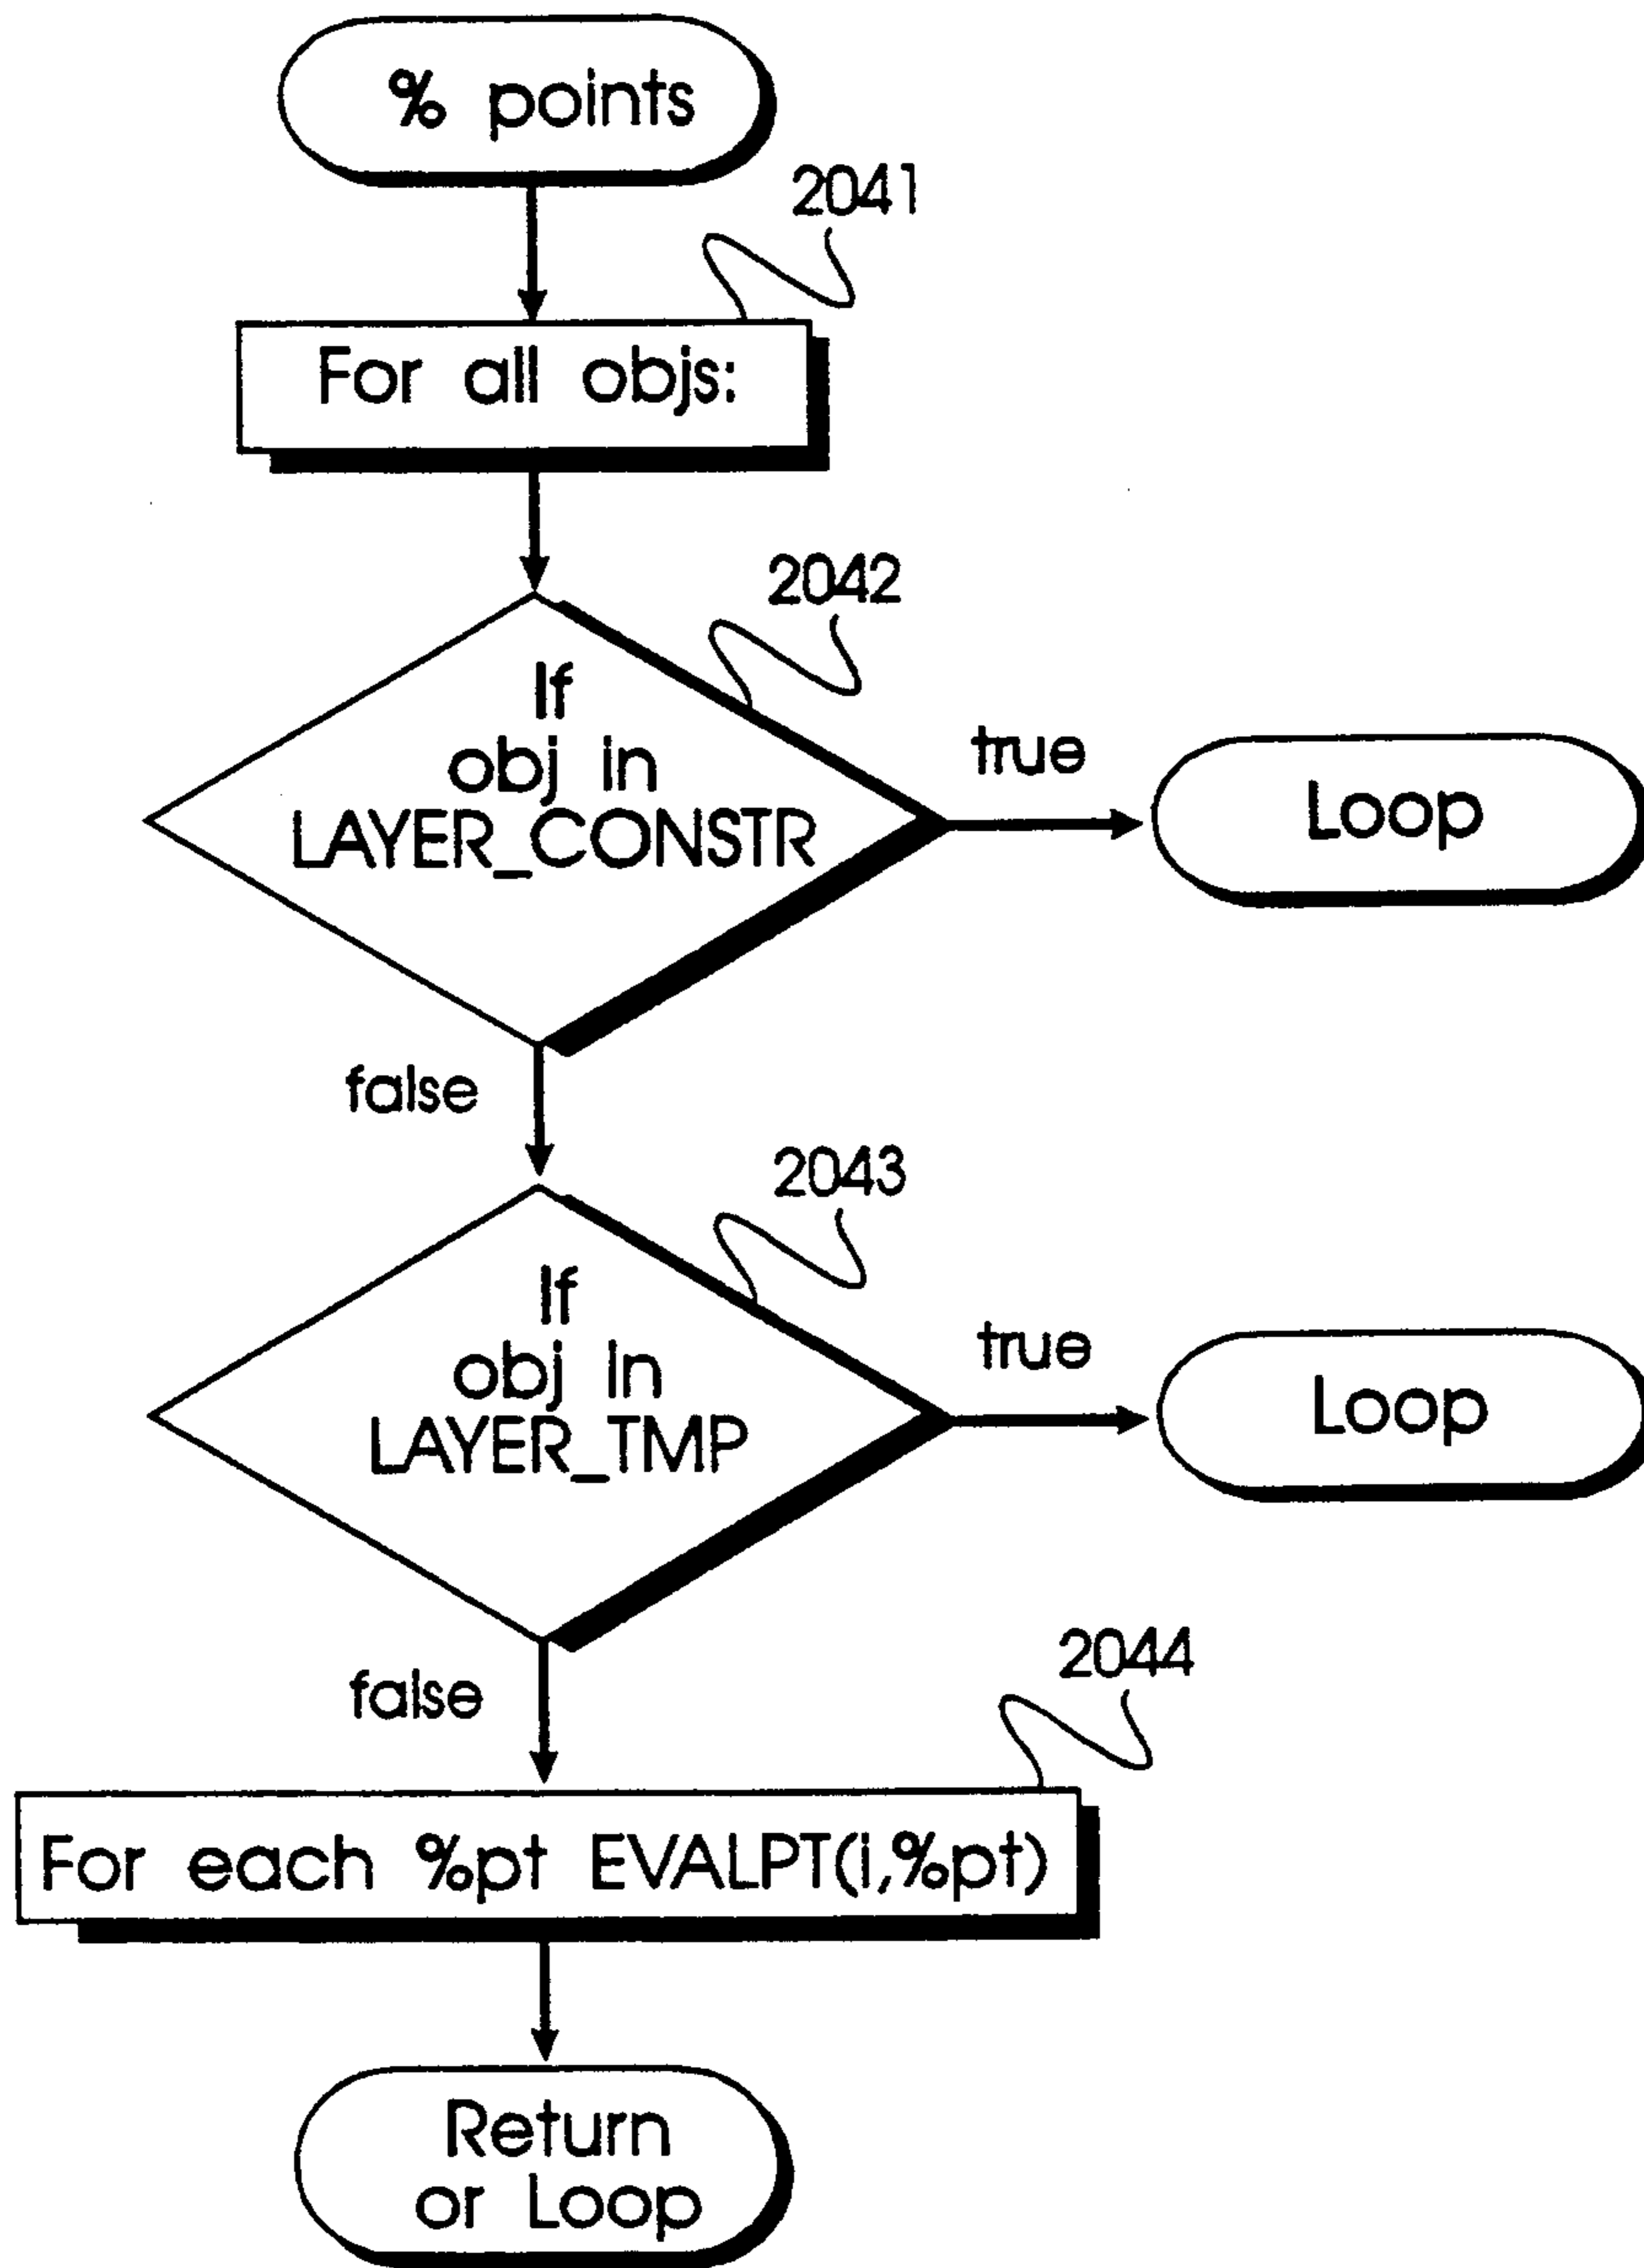 % points
2041
For all objs:
2042
If
obj in
LAYER_CONSTR
true
Loop
false
2043
If
obj in
LAYER_TMP
true
Loop
false
2044
For each %pt EVALPT(i,%pt)
Return
or Loop